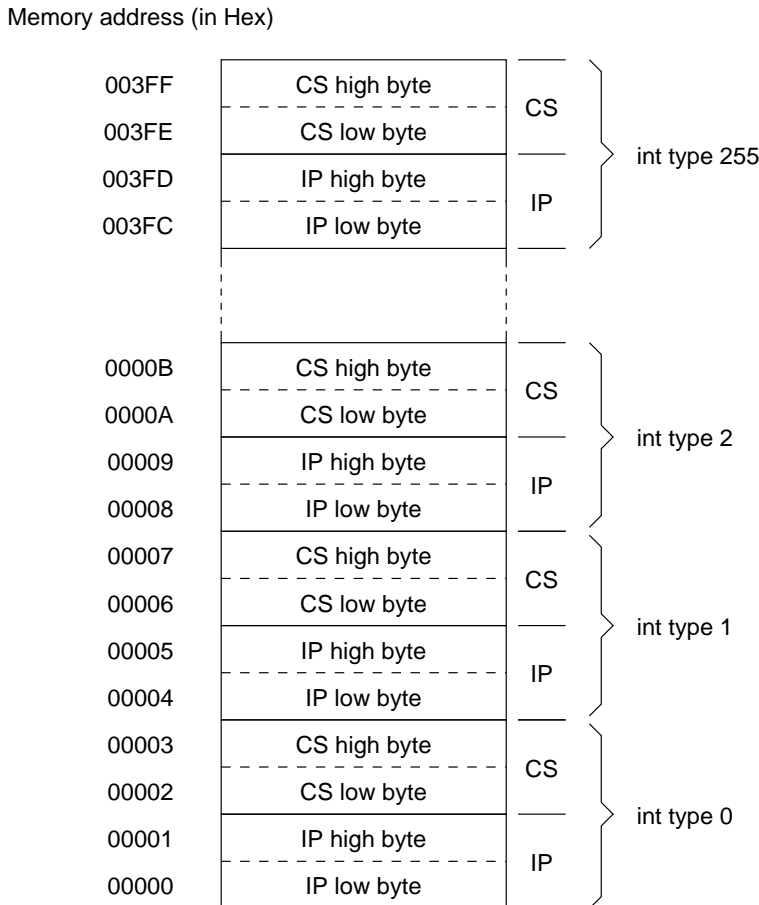 Memory address (in Hex)
003FF CS high byte
CS
003FE CS low byte
int type 255
003FD IP high byte
IP
003FC IP low byte
0000B CS high byte
CS
0000A CS low byte
int type 2
00009 IP high byte
IP
00008 IP low byte
00007 CS high byte
CS
00006 CS low byte
int type 1
00005 IP high byte
IP
00004 IP low byte
00003 CS high byte
CS
00002 CS low byte
int type 0
00001 IP high byte
IP
00000 IP low byte